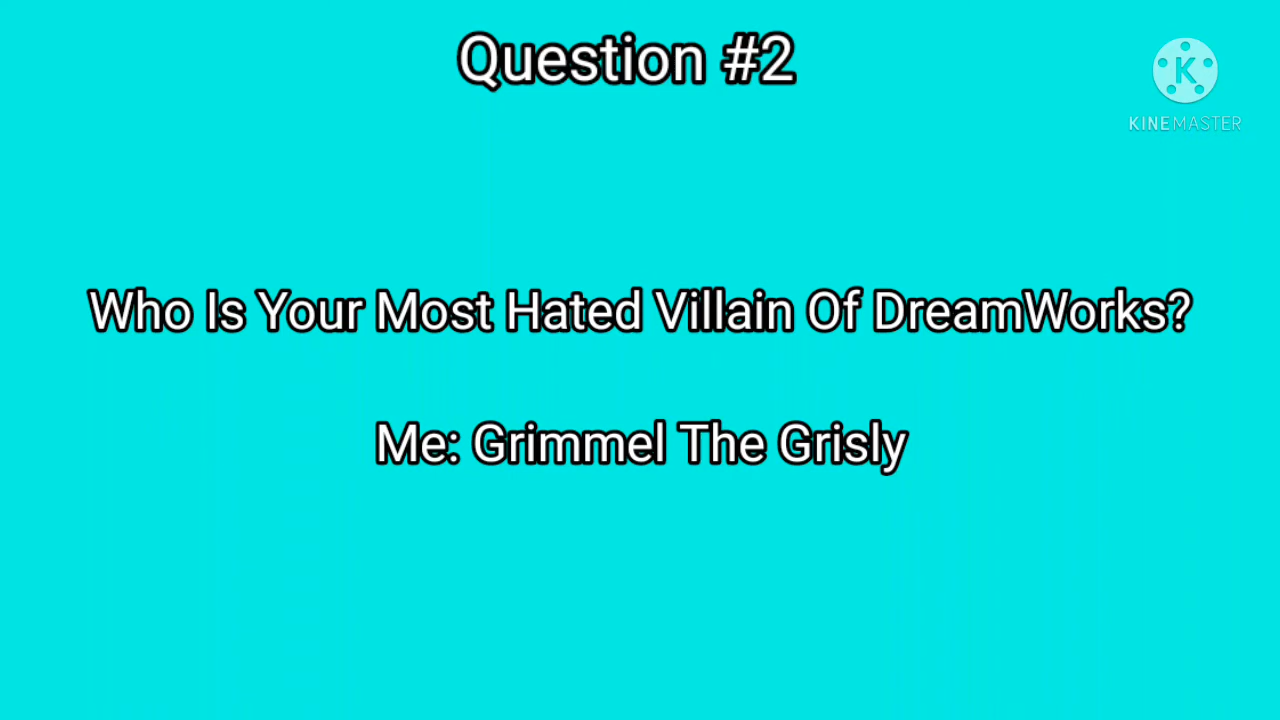 Question #2
K
KINEMASTER
Who Is Your Most Hated Villain Of DreamWorks?
Me: Grimmel The Grisly